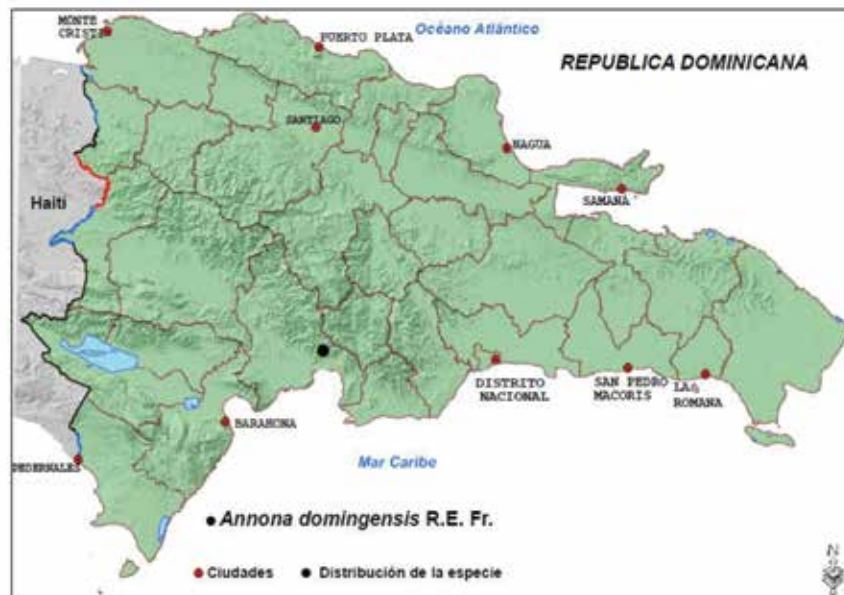 MONTE
CRISTI
PUERTO PLATA
Océano Atlántico
REPUBLICA DOMINICANA
SANTIAGO
NAGUA
Haití
SAMANA
DISTRITO
NACIONAL
SAN PEDRO
MACORIS
LA
ROMANA
BARAHONA
Mar Caribe
PEDERNALES
Annona domingensis R.E. Fr.
Ciudades
Distribución de la especie
N